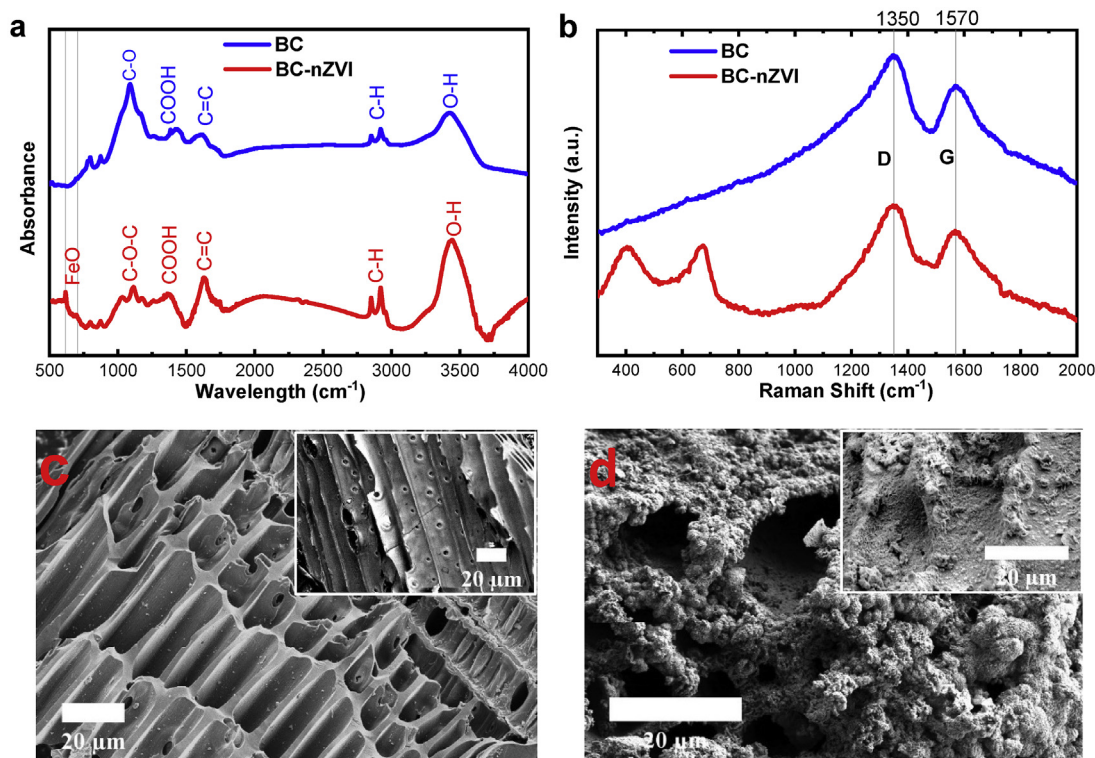 a
BC
BC-nZVI
C-O
COOH
C=C
C-H
O-H
FeO
C-O-C
COOH
C=C
C-H
O-H
Absorbance
500 1000 1500 2000 2500 3000 3500 4000
Wavelength (cm⁻¹)
1350 1570
b
BC
BC-nZVI
D G
Intensity (a.u.)
400 600 800 1000 1200 1400 1600 1800 2000
Raman Shift (cm⁻¹)
c
20 µm
20 µm
d
20 µm
20 µm